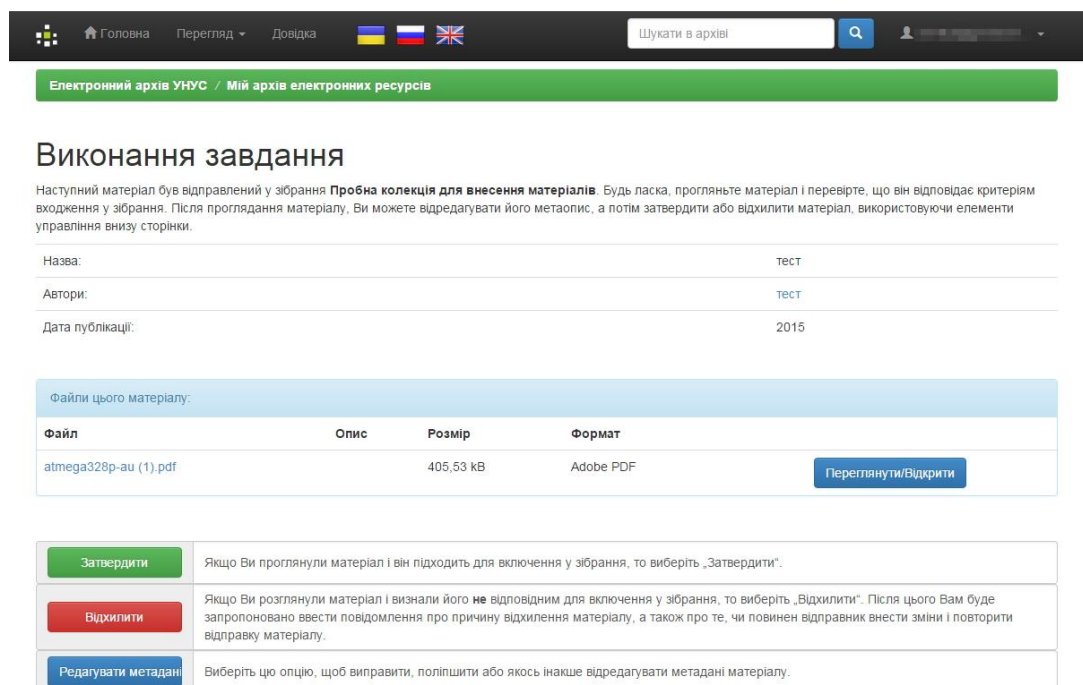 Головна Перегляд Довідка Шукати в архіві
Електронний архів УНУС / Мій архів електронних ресурсів
Виконання завдання
Наступний матеріал був відправлений у зібрання Пробна колекція для внесення матеріалів. Будь ласка, прогляньте матеріал і перевірте, що він відповідає критеріям
входження у зібрання. Після проглядання матеріалу, Ви можете відредагувати його метаопис, а потім затвердити або відхилити матеріал, використовуючи елементи
управління внизу сторінки.
Назва: тест
Автори: тест
Дата публікації: 2015
Файли цього матеріалу:
Файл Опис Розмір Формат
atmega328p-au (1).pdf 405,53 kB Adobe PDF Переглянути/Відкрити
Затвердити Якщо Ви проглянули матеріал і він підходить для включення у зібрання, то виберіть „Затвердити“.
Якщо Ви розглянули матеріал і визнали його не відповідним для включення у зібрання, то виберіть „Відхилити“. Після цього Вам буде
Відхилити запропоновано ввести повідомлення про причину відхилення матеріалу, а також про те, чи повинен відправник внести зміни і повторити
відправку матеріалу.
Редагувати метадані Виберіть цю опцію, щоб виправити, поліпшити або якось інакше відредагувати метадані матеріалу.